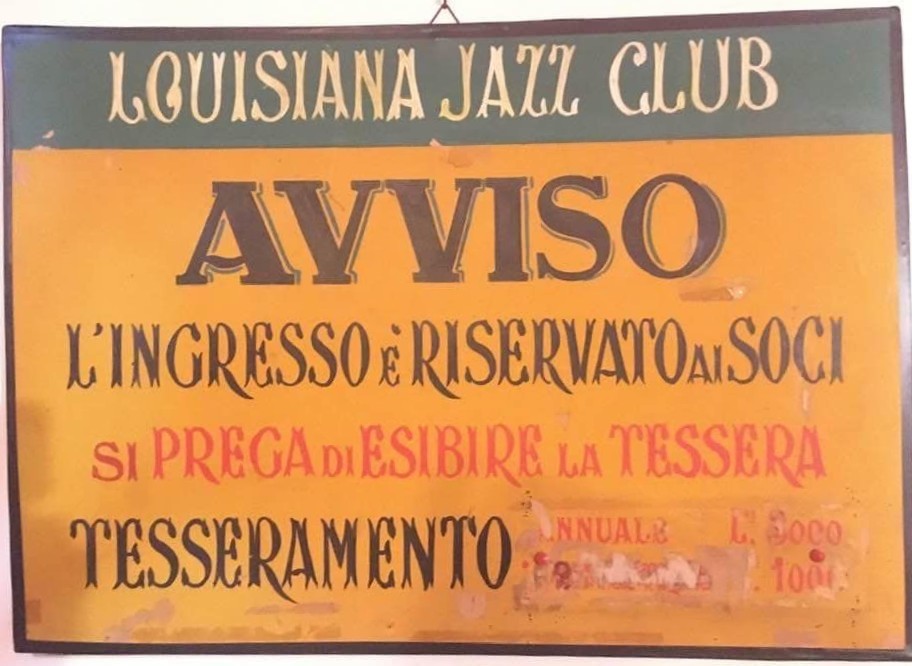 LOUISIANA JAZZ CLUB
AVVISO
L'INGRESSO È RISERVATO AI SOCI
SI PREGA DI ESIBIRE LA TESSERA
TESSERAMENTO ANNUALE L.